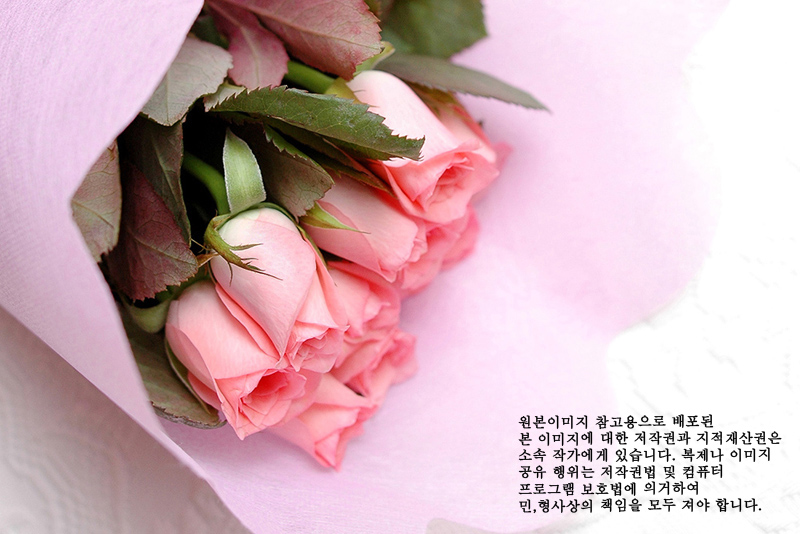 원본이미지 참고용으로 배포된
본 이미지에 대한 저작권과 지적재산권은
소속 작가에게 있습니다. 복제나 이미지
공유 행위는 저작권법 및 컴퓨터
프로그램 보호법에 의거하여
민,형사상의 책임을 모두 져야 합니다.